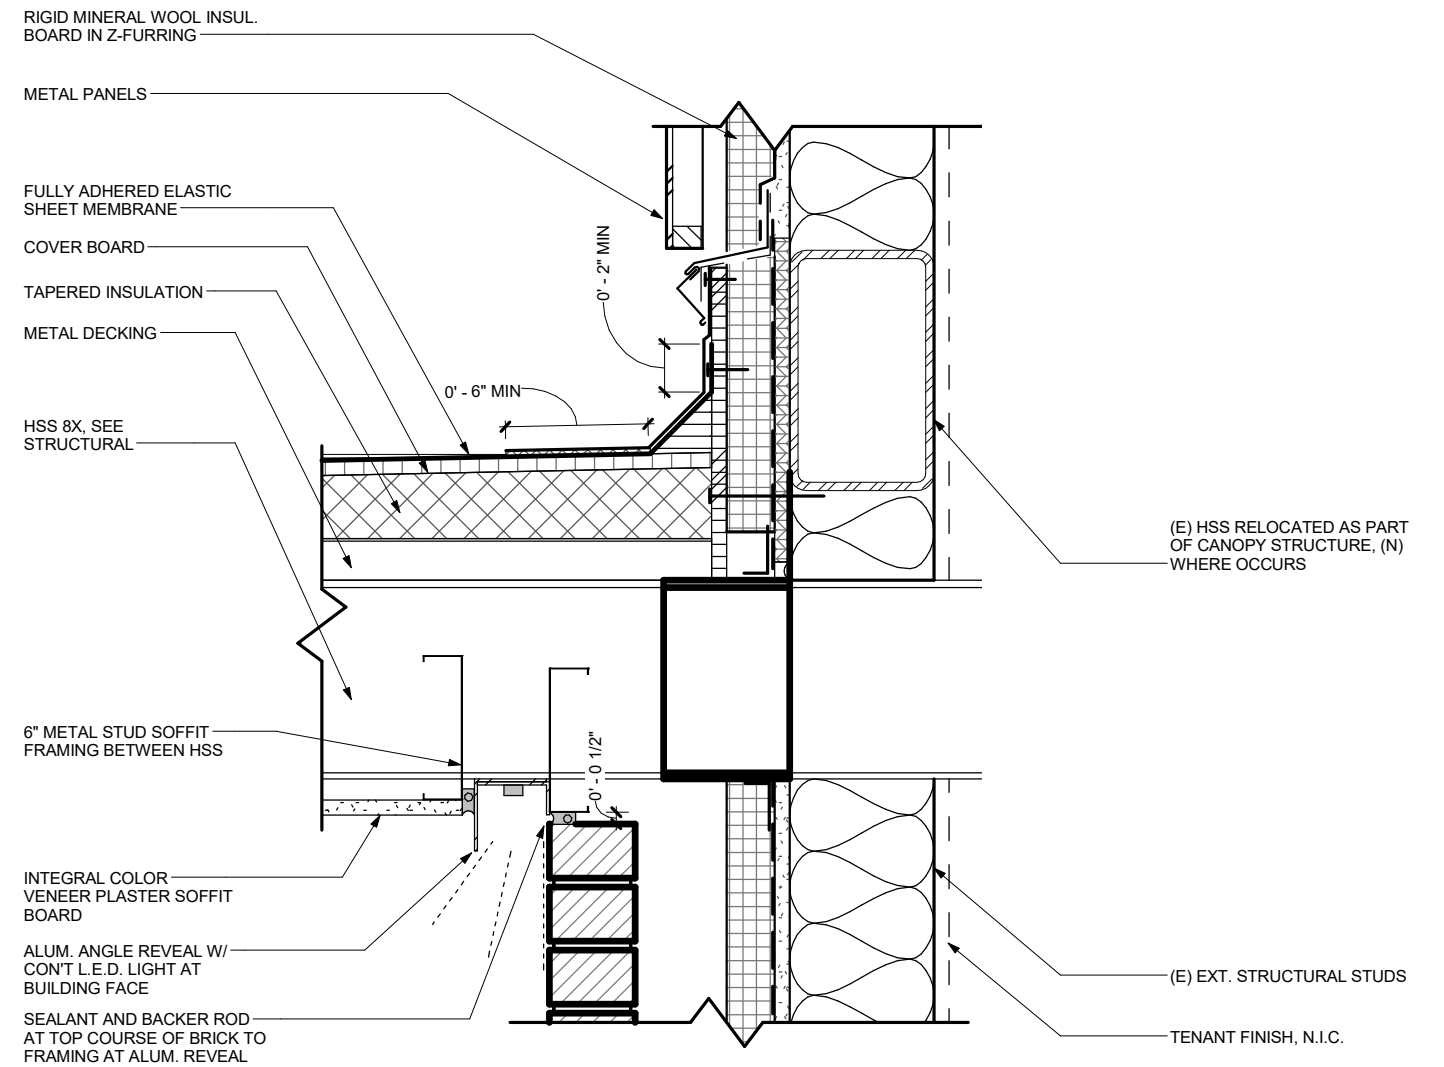 RIGID MINERAL WOOL INSUL.
BOARD IN Z-FURRING
METAL PANELS
FULLY ADHERED ELASTIC
SHEET MEMBRANE
COVER BOARD
TAPERED INSULATION
METAL DECKING
HSS 8X, SEE
STRUCTURAL
6" METAL STUD SOFFIT
FRAMING BETWEEN HSS
INTEGRAL COLOR
VENEER PLASTER SOFFIT
BOARD
ALUM. ANGLE REVEAL W/
CON'T L.E.D. LIGHT AT
BUILDING FACE
SEALANT AND BACKER ROD
AT TOP COURSE OF BRICK TO
FRAMING AT ALUM. REVEAL
0' - 2" MIN
0' - 6" MIN
0' - 0 1/2"
(E) HSS RELOCATED AS PART
OF CANOPY STRUCTURE, (N)
WHERE OCCURS
(E) EXT. STRUCTURAL STUDS
TENANT FINISH, N.I.C.